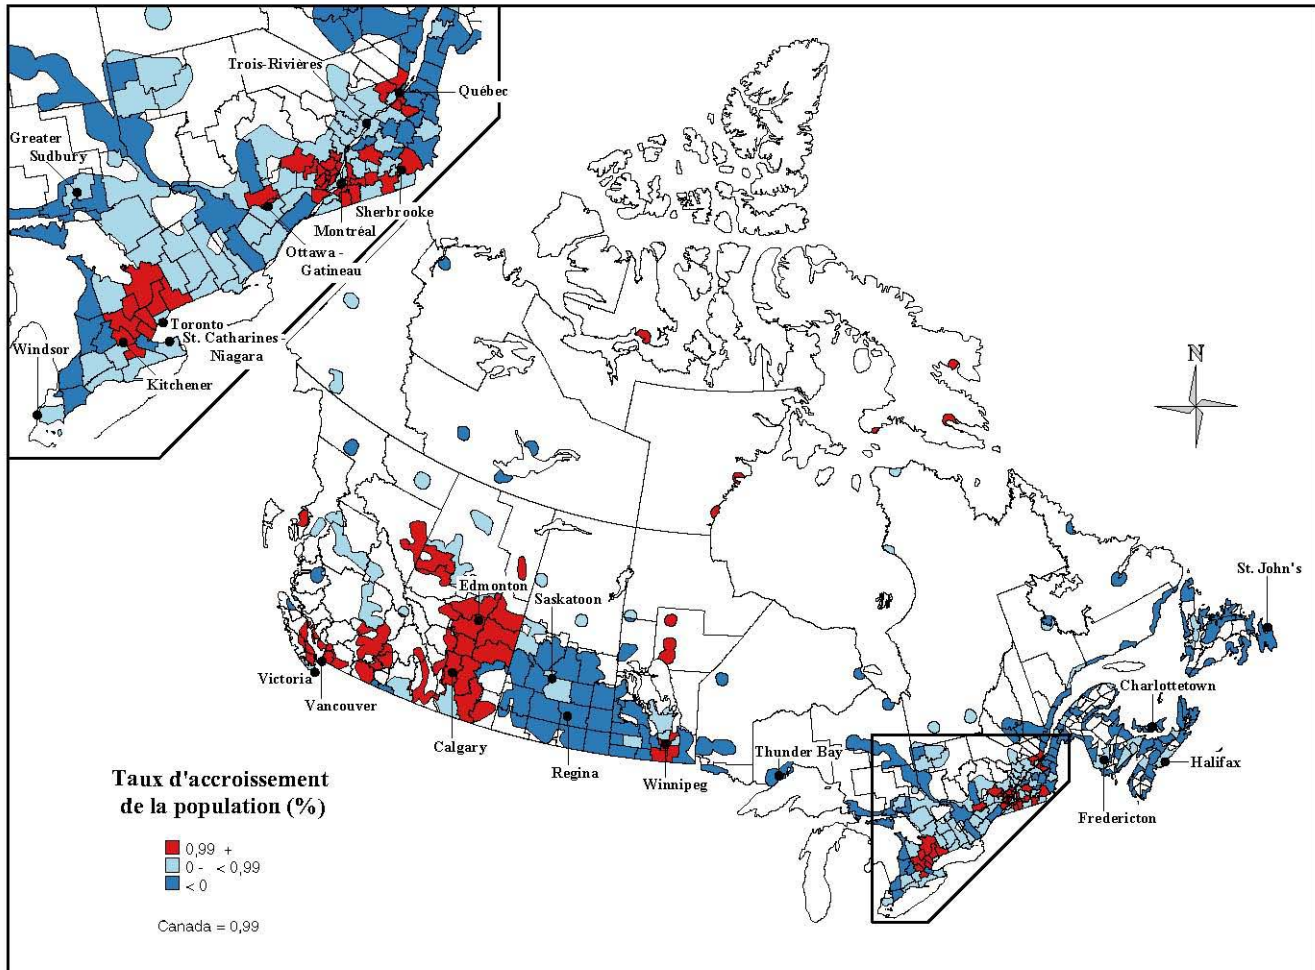 Trois-Rivières
Québec
Greater
Sudbury
Sherbrooke
Montréal
Ottawa -
Gatineau
Toronto
St. Catharines -
Niagara
Windsor
Kitchener
N
Edmonton
Saskatoon
St. John's
Victoria
Vancouver
Charlottetown
Calgary
Regina
Winnipeg
Thunder Bay
Halifax
Fredericton
Taux d'accroissement
de la population (%)
0,99 +
0 - < 0,99
< 0
Canada = 0,99